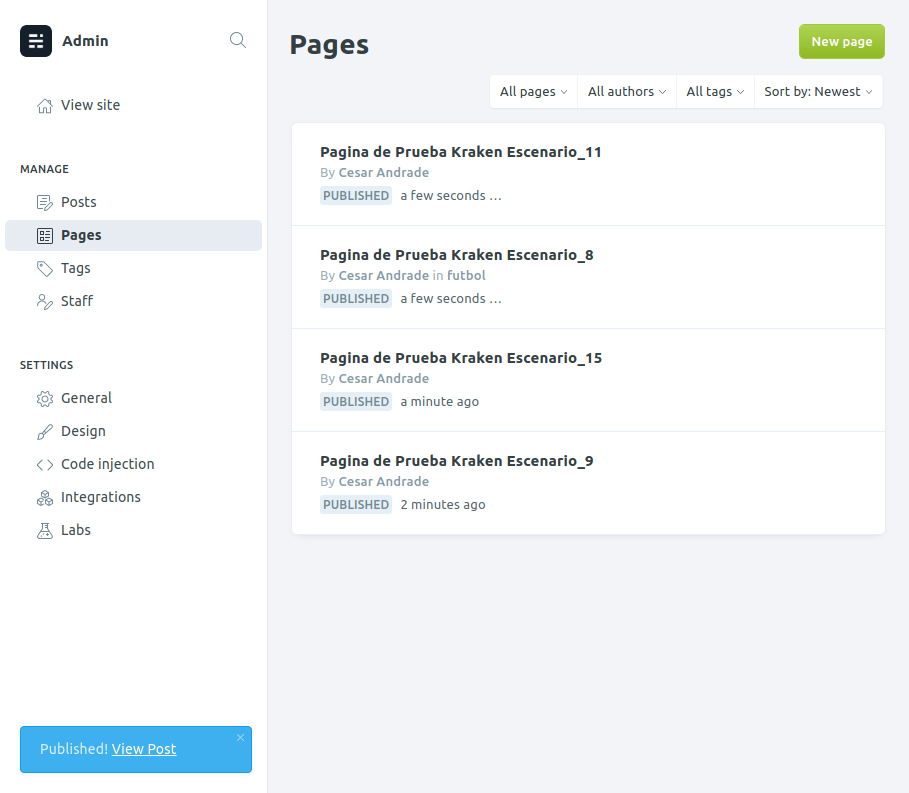 Admin
View site
MANAGE
Posts
Pages
Tags
Staff
SETTINGS
General
Design
Code injection
Integrations
Labs
Published! View Post
Pages
New page
All pages All authors All tags Sort by: Newest
Pagina de Prueba Kraken Escenario_11
By Cesar Andrade
PUBLISHED a few seconds ...
Pagina de Prueba Kraken Escenario_8
By Cesar Andrade in futbol
PUBLISHED a few seconds ...
Pagina de Prueba Kraken Escenario_15
By Cesar Andrade
PUBLISHED a minute ago
Pagina de Prueba Kraken Escenario_9
By Cesar Andrade
PUBLISHED 2 minutes ago